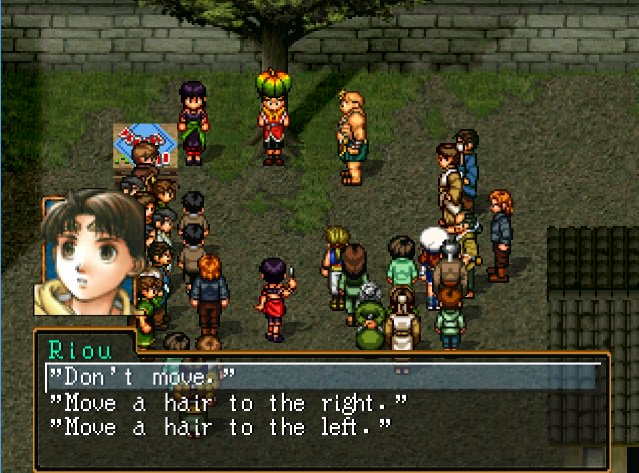 Riou
"Don't move."
"Move a hair to the right."
"Move a hair to the left."